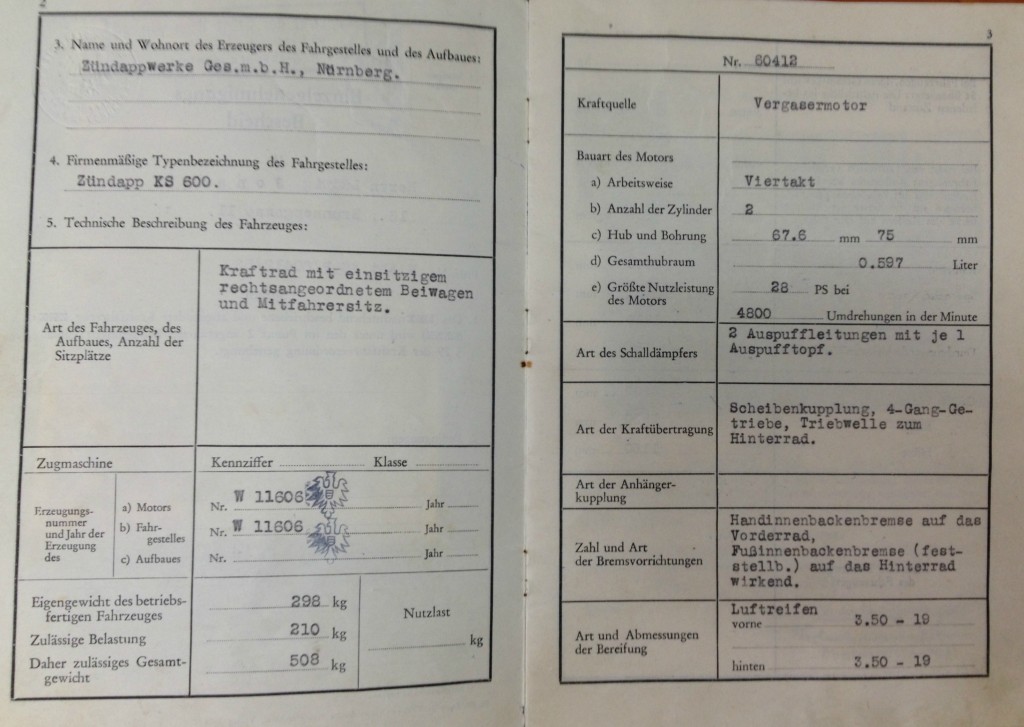 2
3. Name und Wohnort des Erzeugers des Fahrgestelles und des Aufbaues:
Zündappwerke Ges.m.b.H., Nürnberg.
4. Firmenmäßige Typenbezeichnung des Fahrgestelles:
Zündapp KS 600.
5. Technische Beschreibung des Fahrzeuges:
Art des Fahrzeuges, des
Aufbaues, Anzahl der
Sitzplätze
Kraftrad mit einsitzigem
rechtsangeordnetem Beiwagen
und Mitfahrersitz.
Zugmaschine
Kennziffer Klasse
Erzeugungs-
nummer
und Jahr der
Erzeugung
des
a) Motors
Nr. W 11606 Jahr
b) Fahr-
gestelles
Nr. W 11606 Jahr
c) Aufbaues
Nr. Jahr
Eigengewicht des betriebs-
fertigen Fahrzeuges
298 kg
Zulässige Belastung
210 kg
Daher zulässiges Gesamt-
gewicht
508 kg
Nutzlast
kg
3
Nr. 60412
Kraftquelle
Vergasermotor
Bauart des Motors
a) Arbeitsweise Viertakt
b) Anzahl der Zylinder 2
c) Hub und Bohrung 67.6 mm 75 mm
d) Gesamthubraum 0.597 Liter
e) Größte Nutzleistung
des Motors
28 PS bei
4800 Umdrehungen in der Minute
Art des Schalldämpfers
2 Auspuffleitungen mit je 1
Auspufftopf.
Art der Kraftübertragung
Scheibenkupplung, 4-Gang-Ge-
triebe, Triebwelle zum
Hinterrad.
Art der Anhänger-
kupplung
Zahl und Art
der Bremsvorrichtungen
Handinnenbackenbremse auf das
Vorderrad,
Fußinnenbackenbremse (fest-
stellb.) auf das Hinterrad
wirkend.
Art und Abmessungen
der Bereifung
Luftreifen
vorne 3.50 - 19
hinten 3.50 - 19